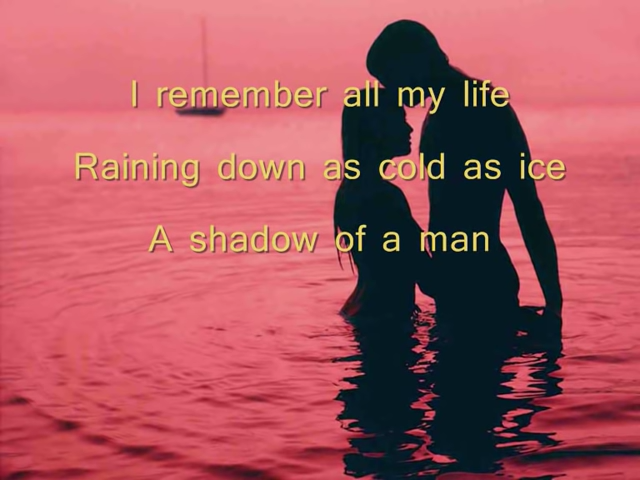 I remember all my life
Raining down as cold as ice
A shadow of a man